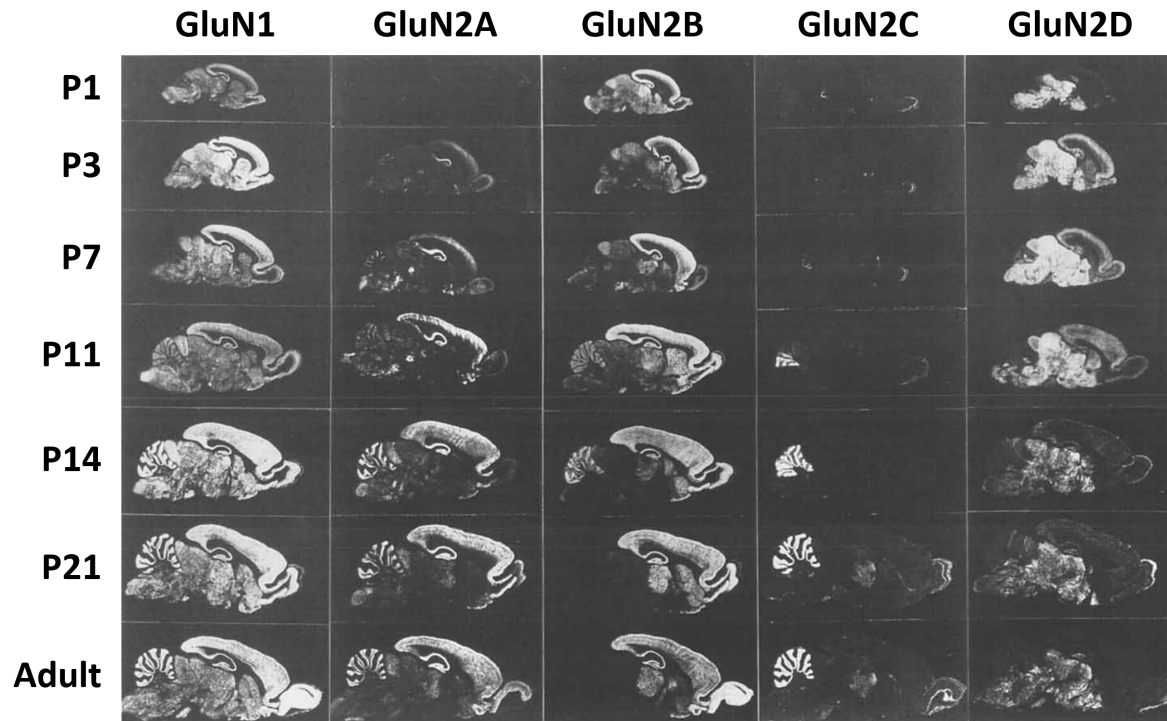 GluN1 GluN2A GluN2B GluN2C GluN2D
P1
P3
P7
P11
P14
P21
Adult